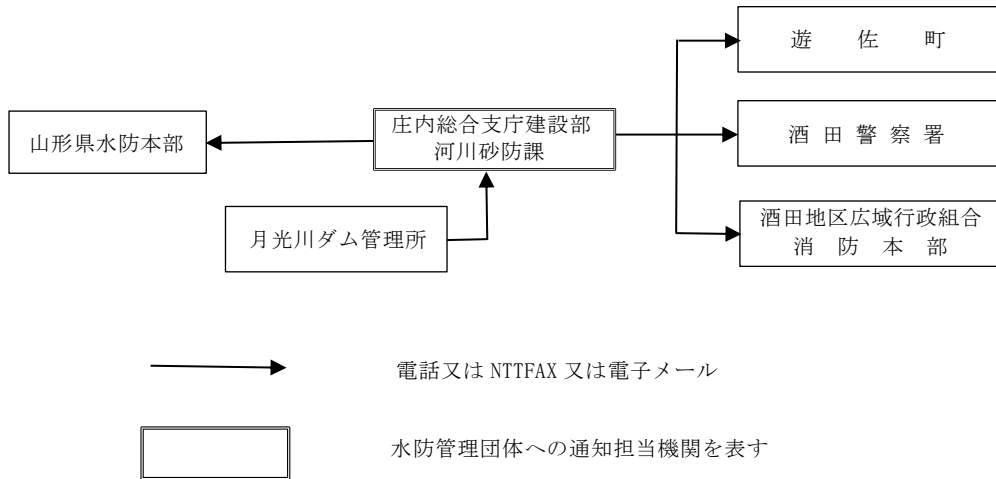 遊　佐　町
庄内総合支庁建設部
河川砂防課
山形県水防本部
酒 田 警 察 署
月光川ダム管理所
酒田地区広域行政組合
消　防　本　部
電話又は NTTFAX 又は電子メール
水防管理団体への通知担当機関を表す